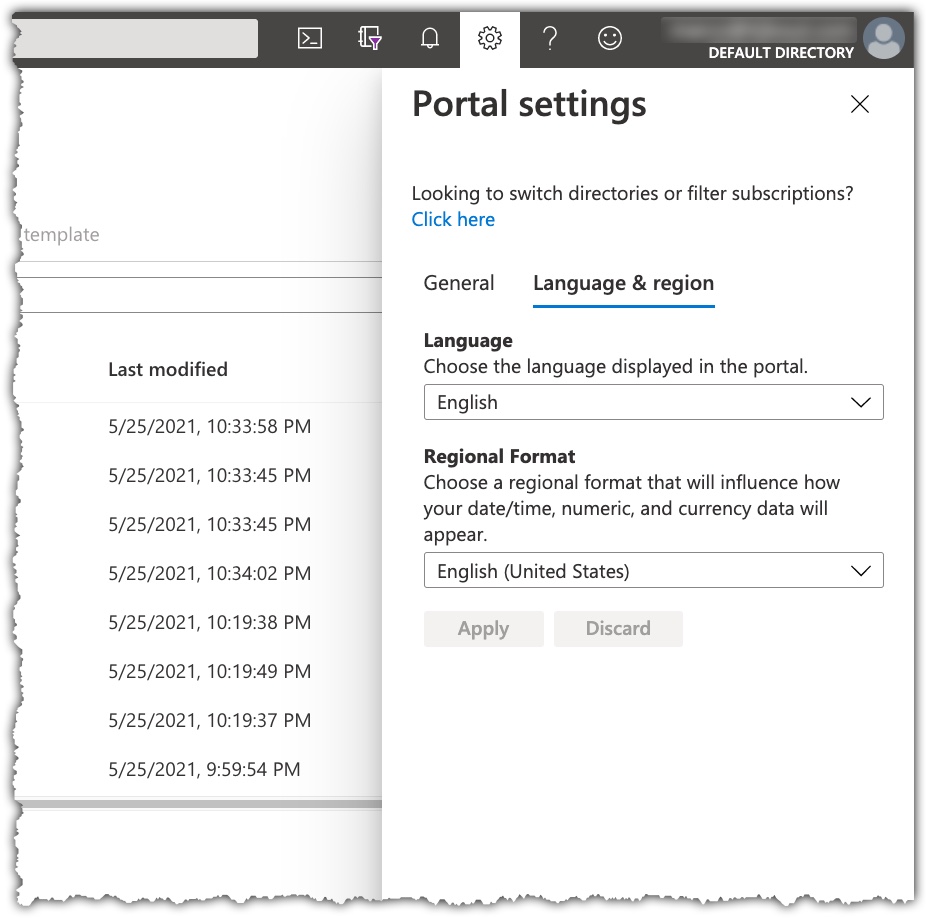 DEFAULT DIRECTORY
Portal settings
Looking to switch directories or filter subscriptions?
Click here
template
General
Language & region
Language
Choose the language displayed in the portal.
English
Last modified
Regional Format
Choose a regional format that will influence how
your date/time, numeric, and currency data will
appear.
English (United States)
Apply
Discard
5/25/2021, 10:33:58 PM
5/25/2021, 10:33:45 PM
5/25/2021, 10:33:45 PM
5/25/2021, 10:34:02 PM
5/25/2021, 10:19:38 PM
5/25/2021, 10:19:49 PM
5/25/2021, 10:19:37 PM
5/25/2021, 9:59:54 PM